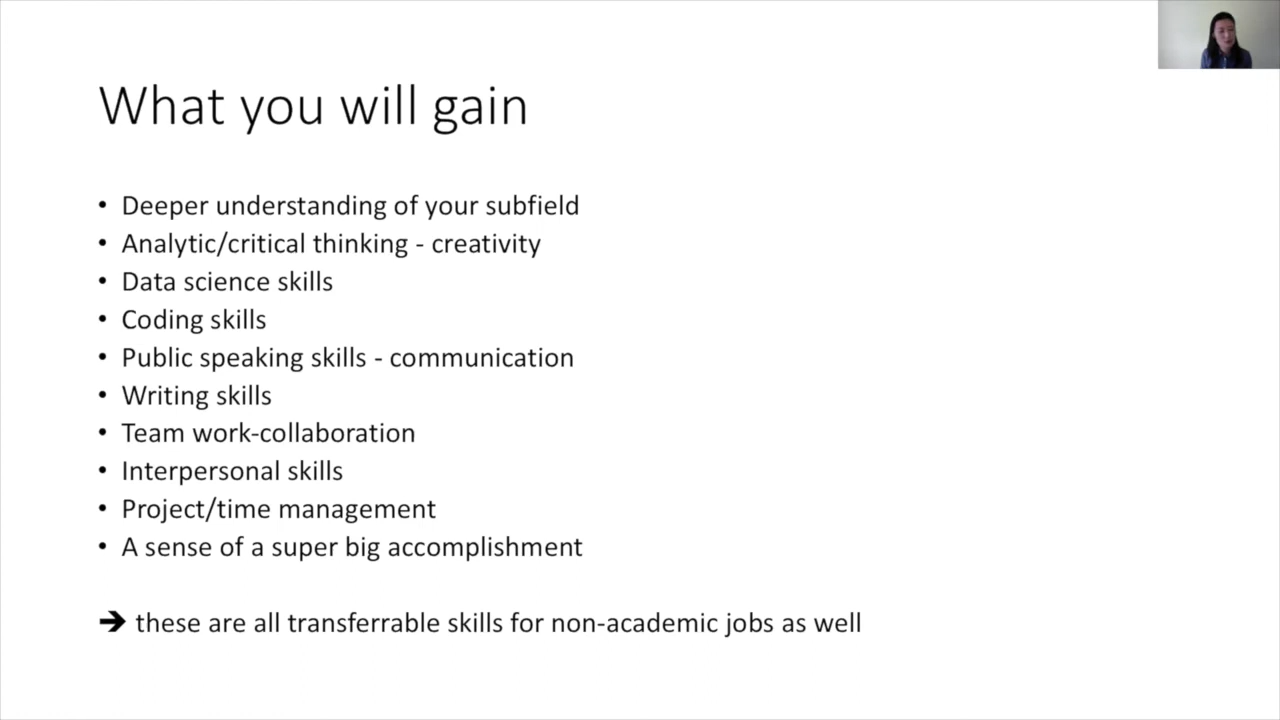 What you will gain
• Deeper understanding of your subfield
• Analytic/critical thinking - creativity
• Data science skills
• Coding skills
• Public speaking skills - communication
• Writing skills
• Team work-collaboration
• Interpersonal skills
• Project/time management
• A sense of a super big accomplishment
➔ these are all transferrable skills for non-academic jobs as well